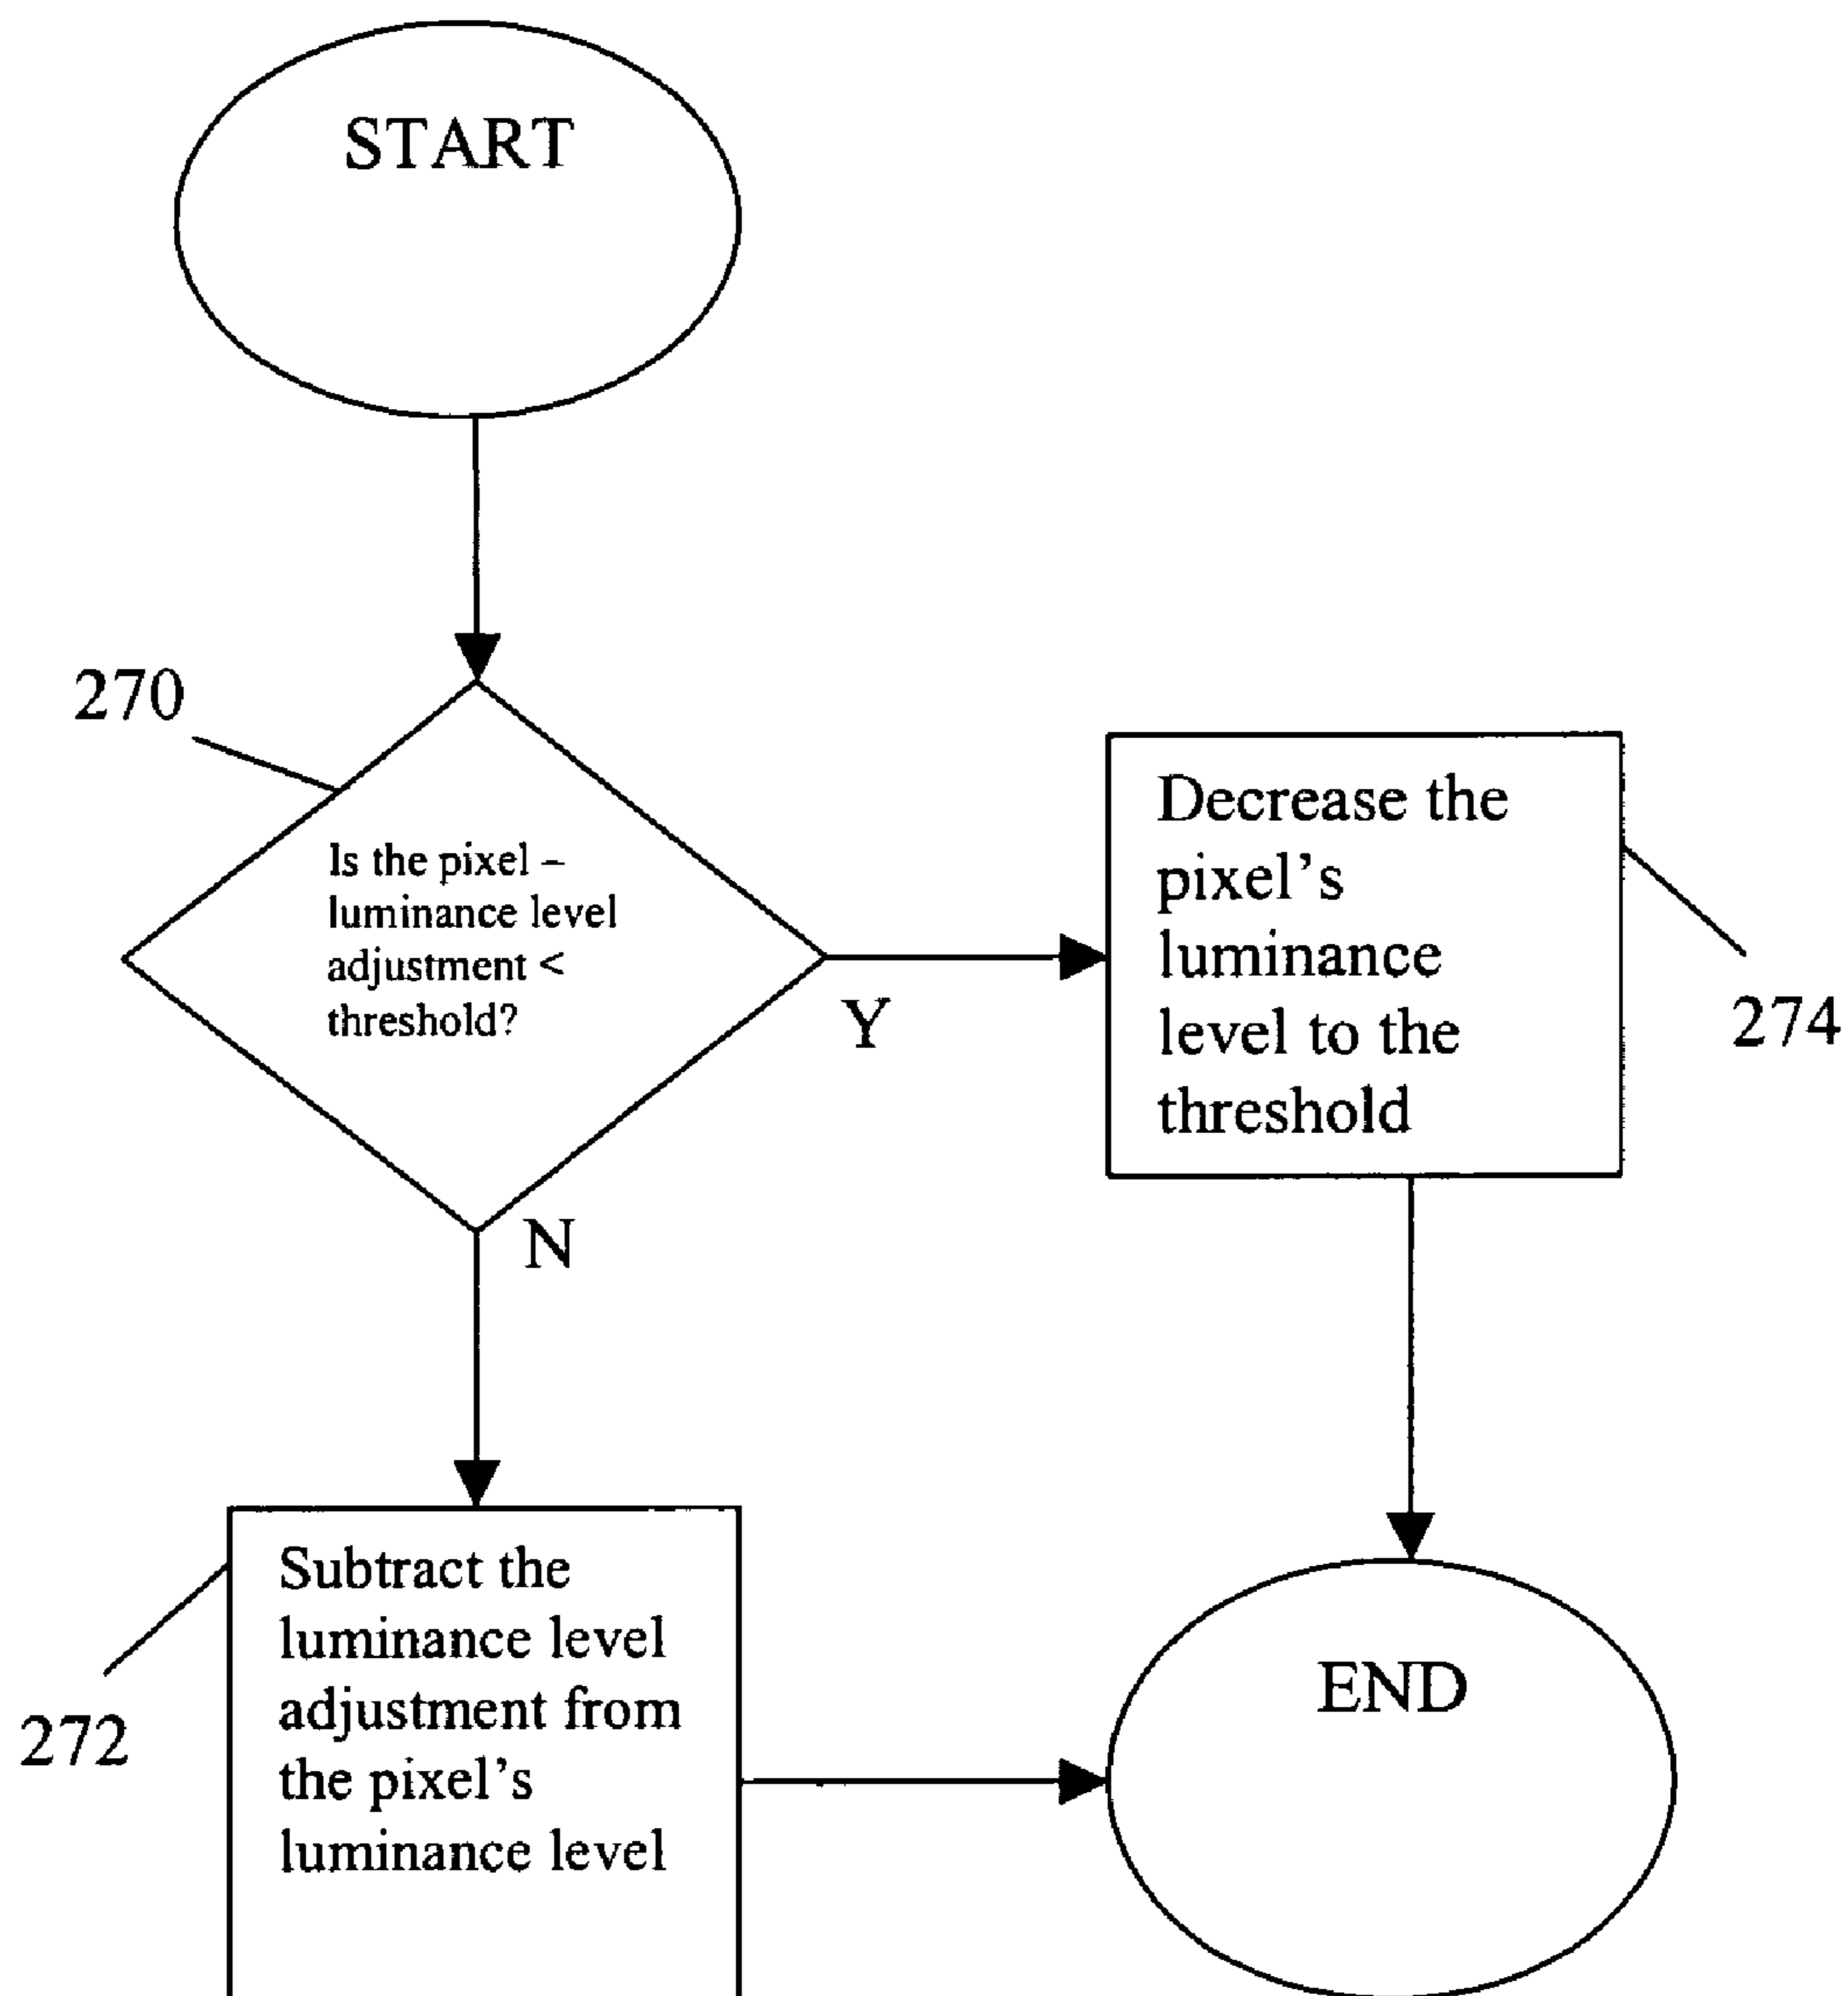 START
270
Is the pixel –
luminance level
adjustment <
threshold?
Y
N
Decrease the
pixel’s
luminance
level to the
threshold
274
Subtract the
luminance level
adjustment from
the pixel’s
luminance level
272
END